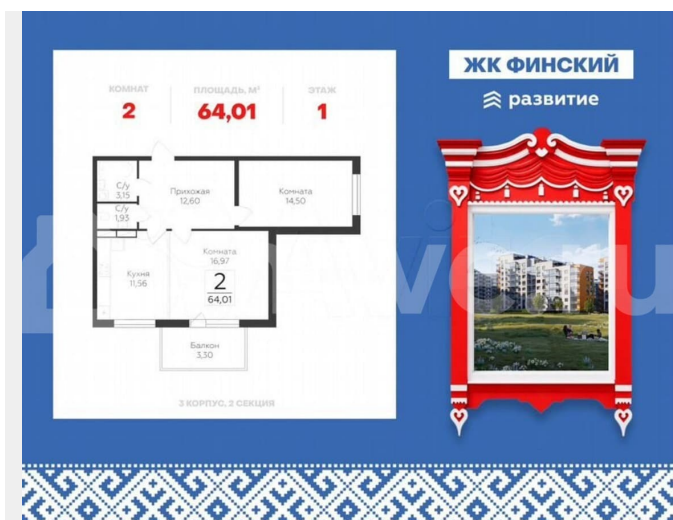 ЖК ФИНСКИЙ
развитие
КОМНАТ
2
ПЛОЩАДЬ, М²
64,01
ЭТАЖ
1
С/у
3,15
С/у
1,93
Прихожая
12,60
Комната
14,50
Кухня
11,56
Комната
16,97
2
64,01
Балкон
3,30
3 КОРПУС, 2 СЕКЦИЯ